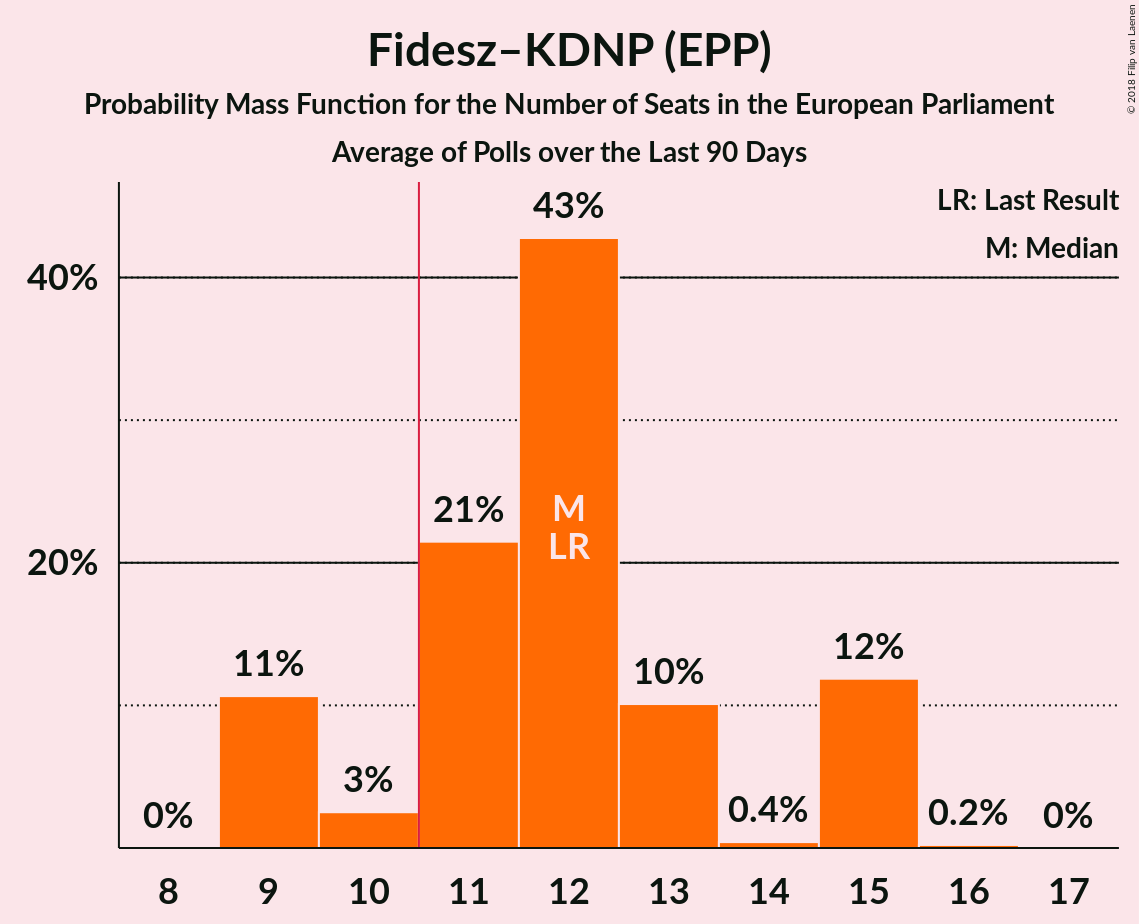 Fidesz–KDNP (EPP)
Probability Mass Function for the Number of Seats in the European Parliament
Average of Polls over the Last 90 Days
© 2018 Filip van Laenen
LR: Last Result
M: Median
40%
20%
0%
11%
3%
21%
43%
M
LR
10%
0.4%
12%
0.2%
0%
8 9 10 11 12 13 14 15 16 17